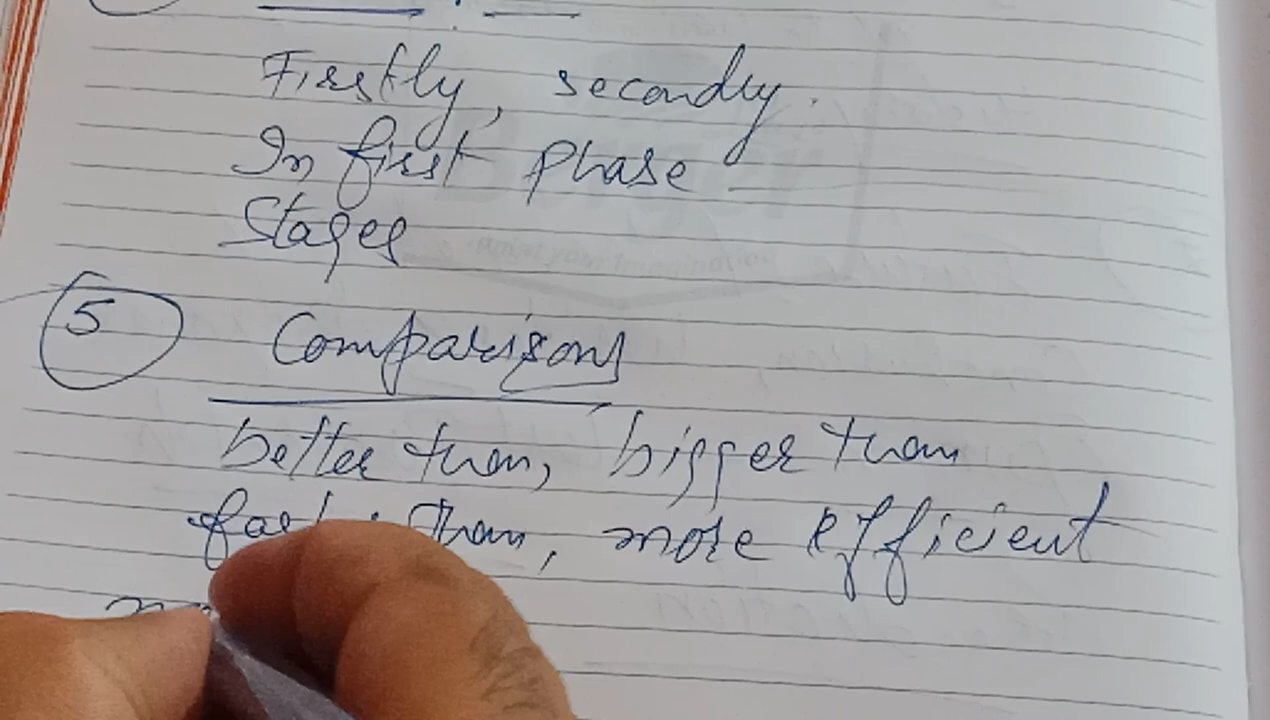 Firstly, secondly.
In first Phase
Stages
5 Comparisons
better than, bigger than
than, more efficient